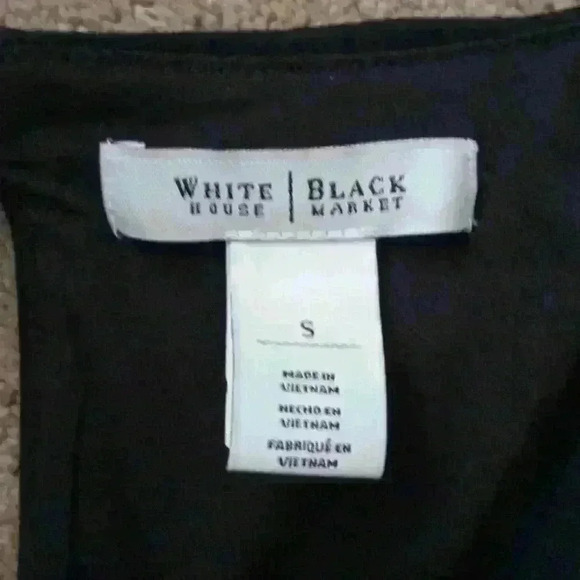 WHITE | BLACK
HOUSE | MARKET
S
MADE IN
VIETNAM
HECHO EN
VIETNAM
FABRIQUÉ EN
VIETNAM